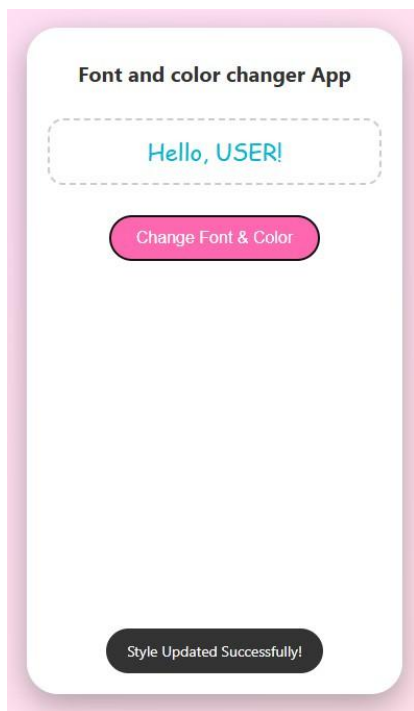 Font and color changer App
Hello, USER!
Change Font & Color
Style Updated Successfully!